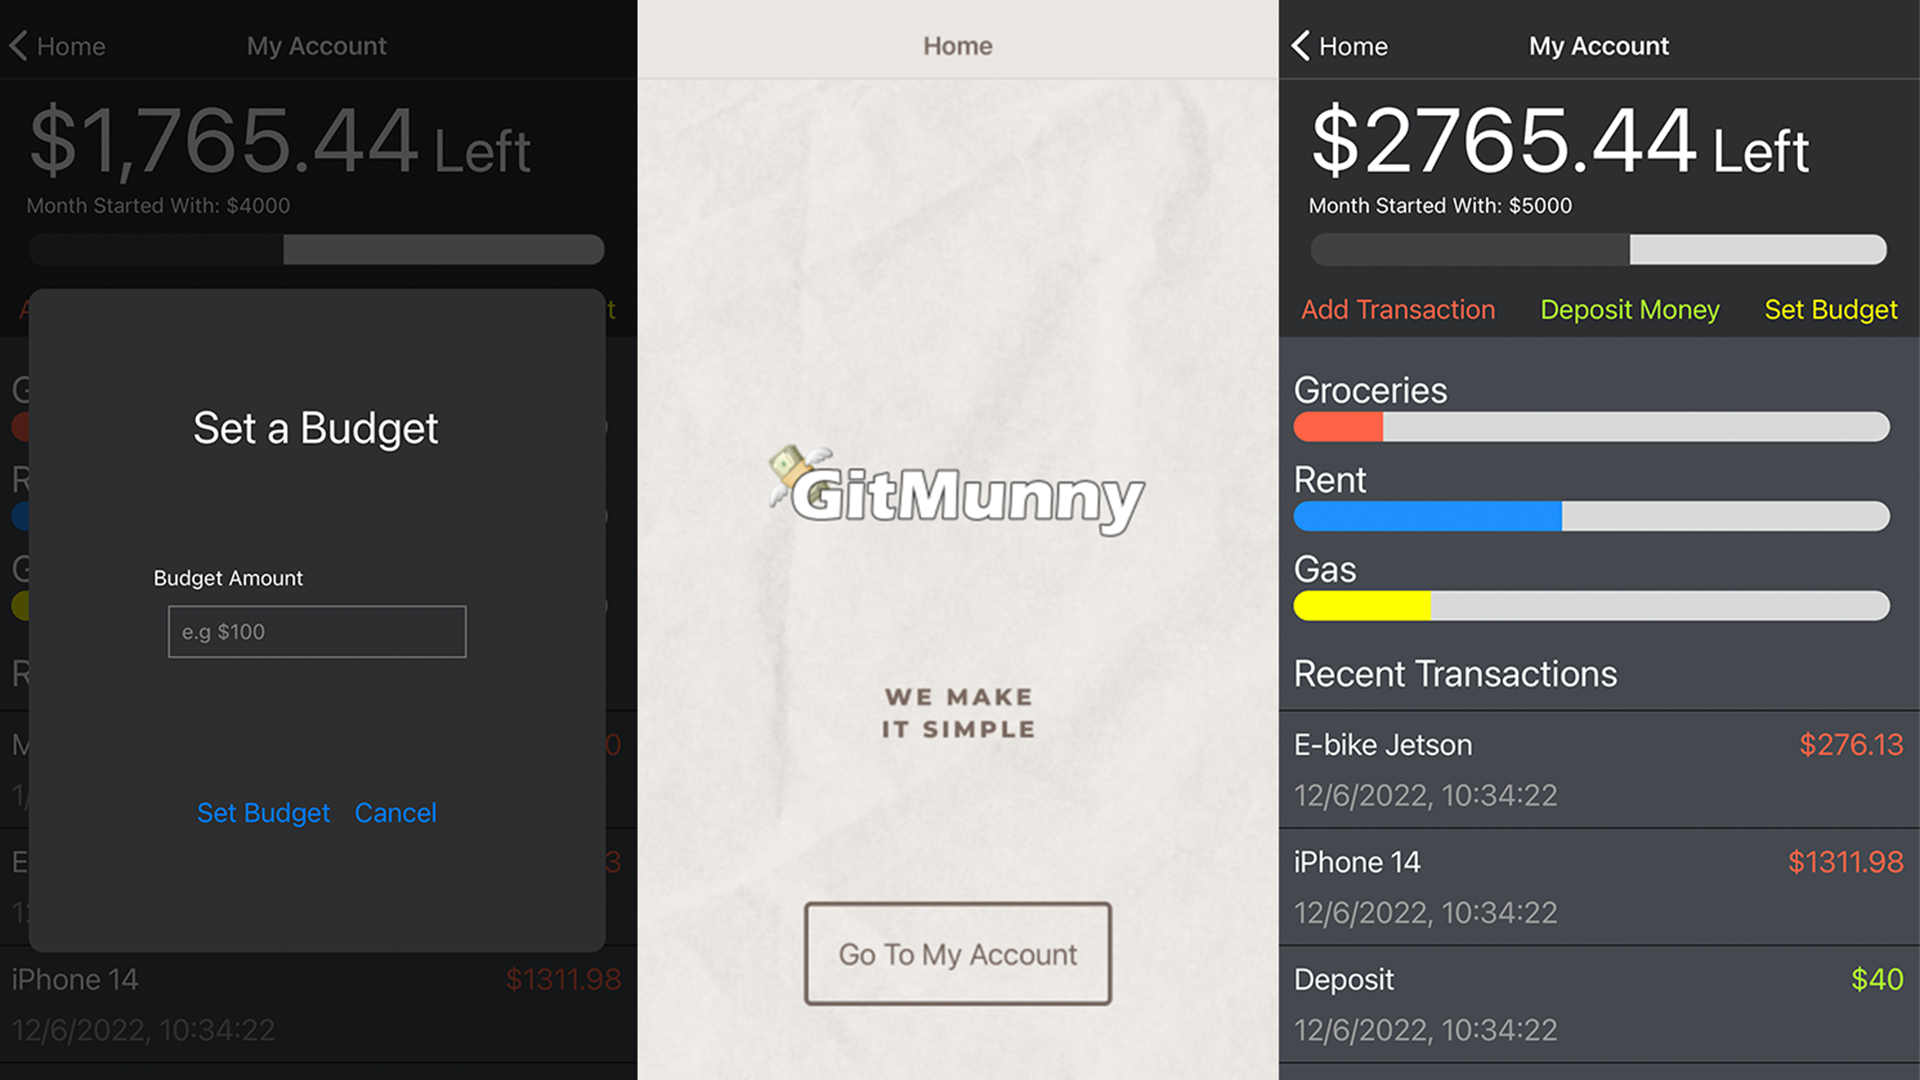 Home
My Account
$1,765.44 Left
Month Started With: $4000
Set a Budget
Budget Amount
e.g $100
Set Budget
Cancel
iPhone 14
$1311.98
12/6/2022, 10:34:22
Home
GitMunny
WE MAKE
IT SIMPLE
Go To My Account
Home
My Account
$2765.44 Left
Month Started With: $5000
Add Transaction
Deposit Money
Set Budget
Groceries
Rent
Gas
Recent Transactions
E-bike Jetson
$276.13
12/6/2022, 10:34:22
iPhone 14
$1311.98
12/6/2022, 10:34:22
Deposit
$40
12/6/2022, 10:34:22